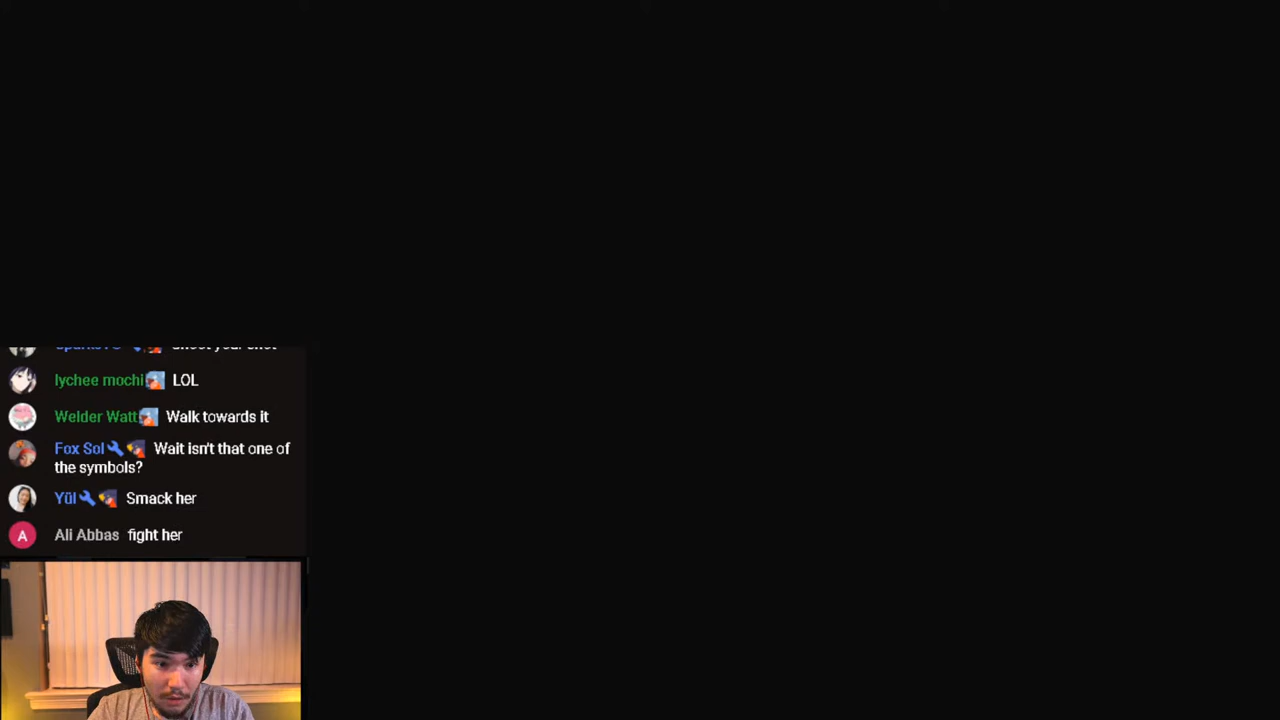 lychee mochi LOL
Welder Watt Walk towards it
Fox Sol Wait isn't that one of
the symbols?
Yül Smack her
A Ali Abbas fight her